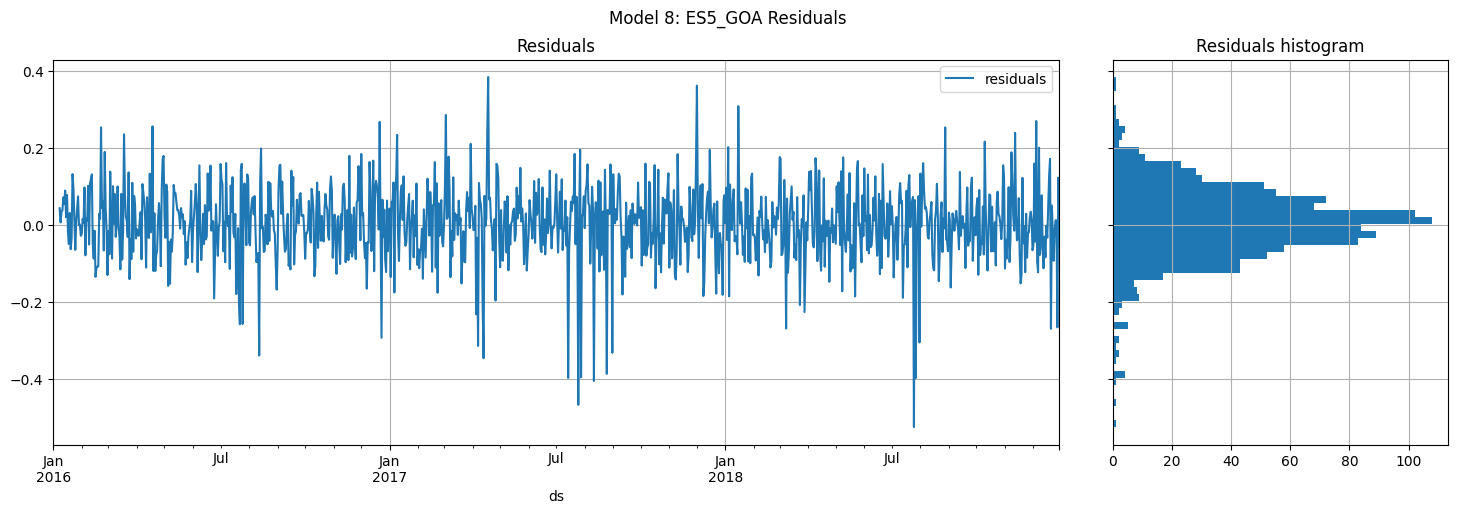 Model 8: ES5_GOA Residuals
Residuals
Residuals histogram
residuals
0.4
0.2
0.0
−0.2
−0.4
Jan
2016
Jul
Jan
2017
Jul
Jan
2018
Jul
ds
0
20
40
60
80
100